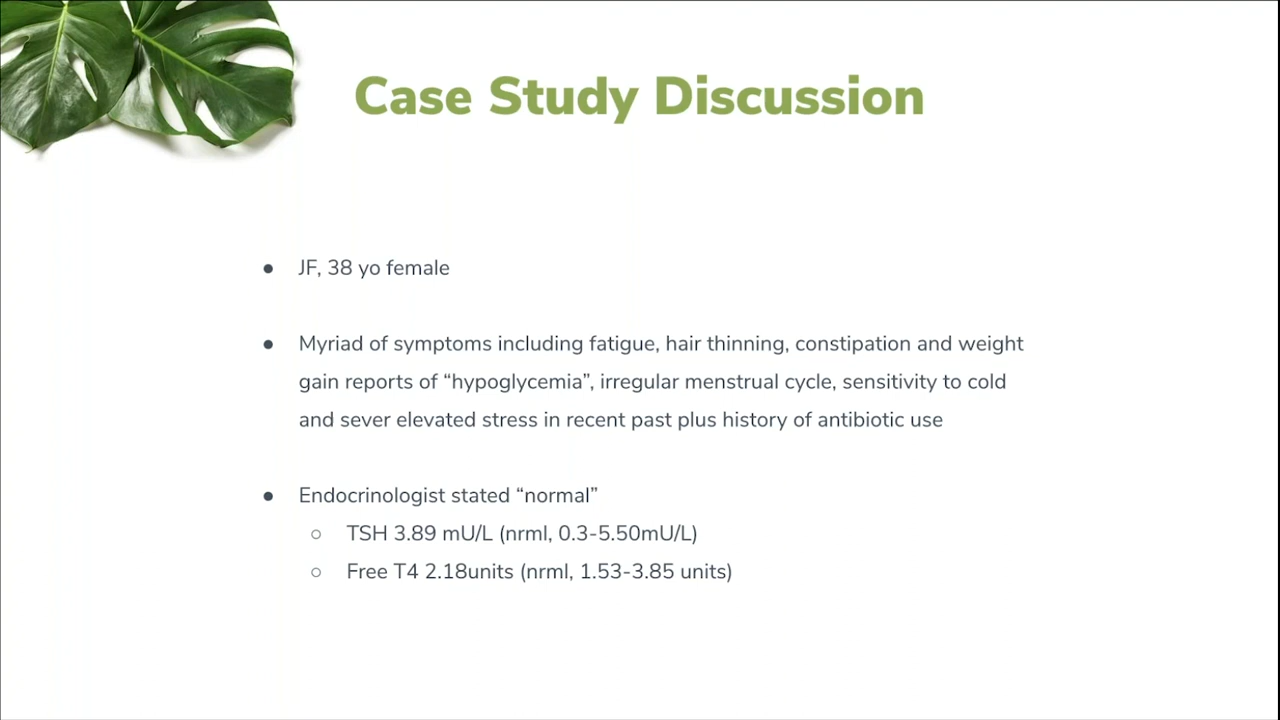 Case Study Discussion
● JF, 38 yo female
● Myriad of symptoms including fatigue, hair thinning, constipation and weight
gain reports of “hypoglycemia”, irregular menstrual cycle, sensitivity to cold
and sever elevated stress in recent past plus history of antibiotic use
● Endocrinologist stated “normal”
○ TSH 3.89 mU/L (nrml, 0.3-5.50mU/L)
○ Free T4 2.18units (nrml, 1.53-3.85 units)